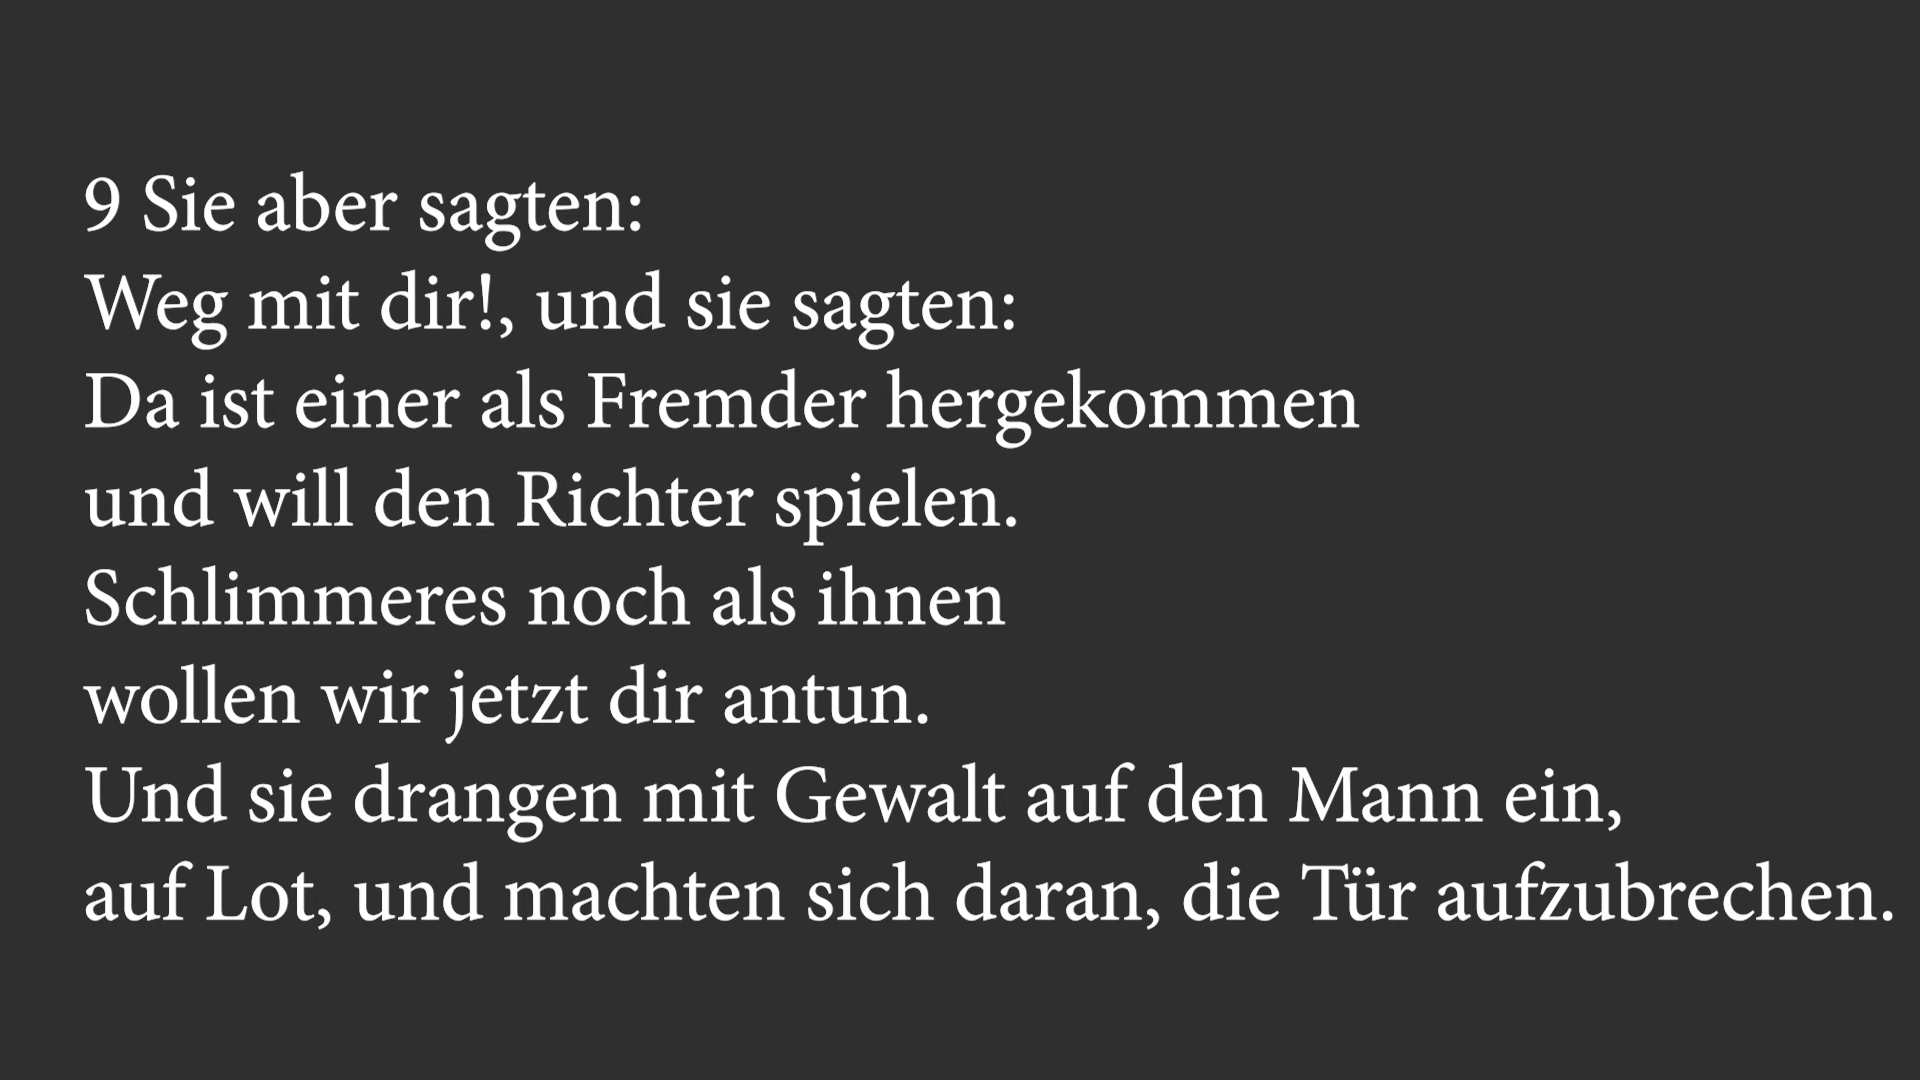 9 Sie aber sagten:
Weg mit dir!, und sie sagten:
Da ist einer als Fremder hergekommen
und will den Richter spielen.
Schlimmeres noch als ihnen
wollen wir jetzt dir antun.
Und sie drangen mit Gewalt auf den Mann ein,
auf Lot, und machten sich daran, die Tür aufzubrechen.